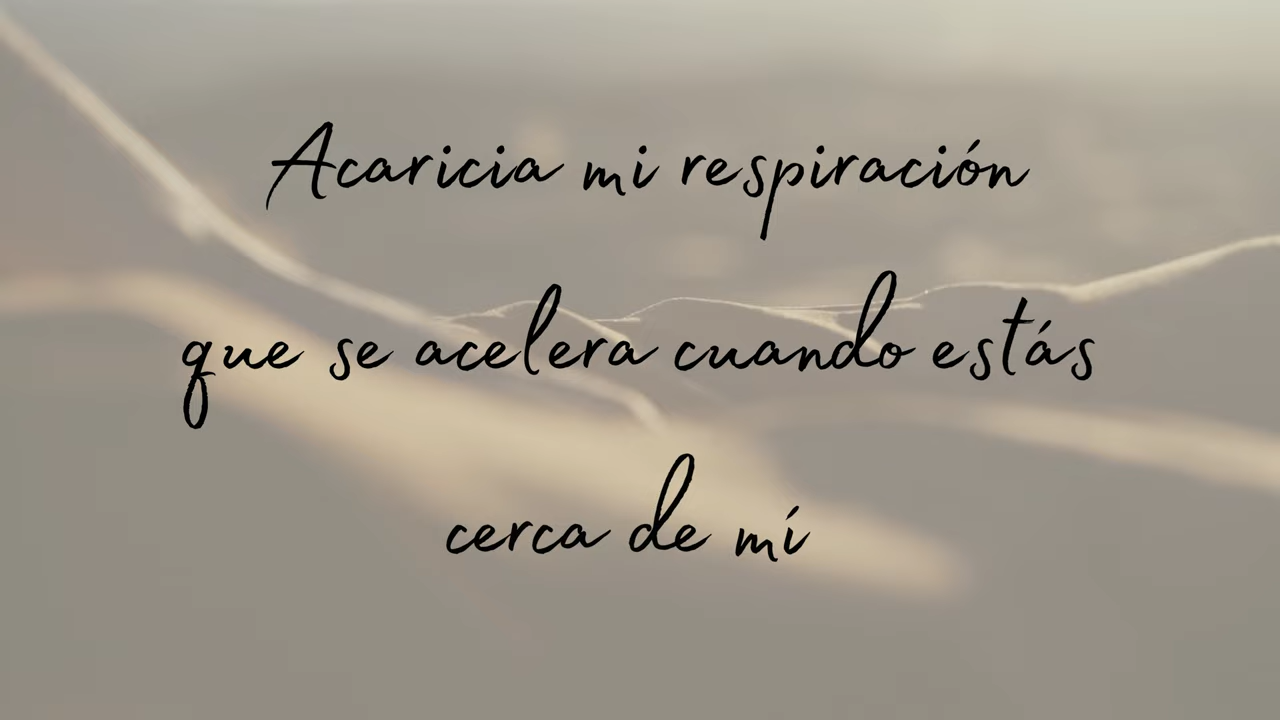 Acaricia mi respiración
que se acelera cuando estás
cerca de mí